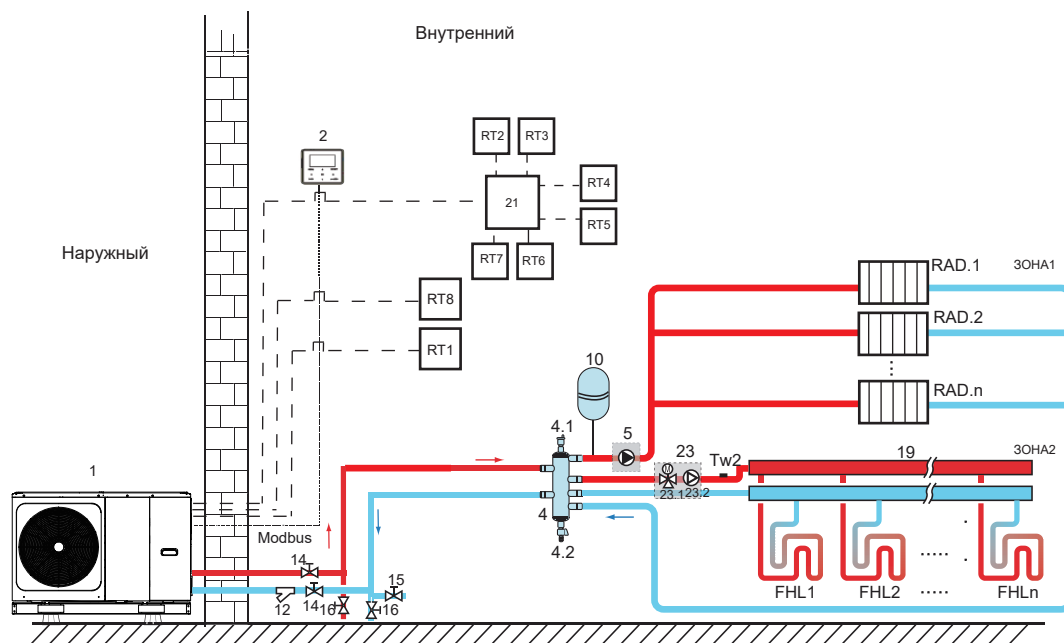 Внутренний
2
RT2
RT3
RT4
21
RT5
RT7
RT6
Наружный
RT8
RT1
RAD.1
ЗОНА1
RAD.2
RAD.n
10
4.1
5
23
Tw2
19
ЗОНА2
M
23.1
23.2
4
4.2
1
Modbus
14
15
12
14
16
16
FHL1
FHL2
FHLn